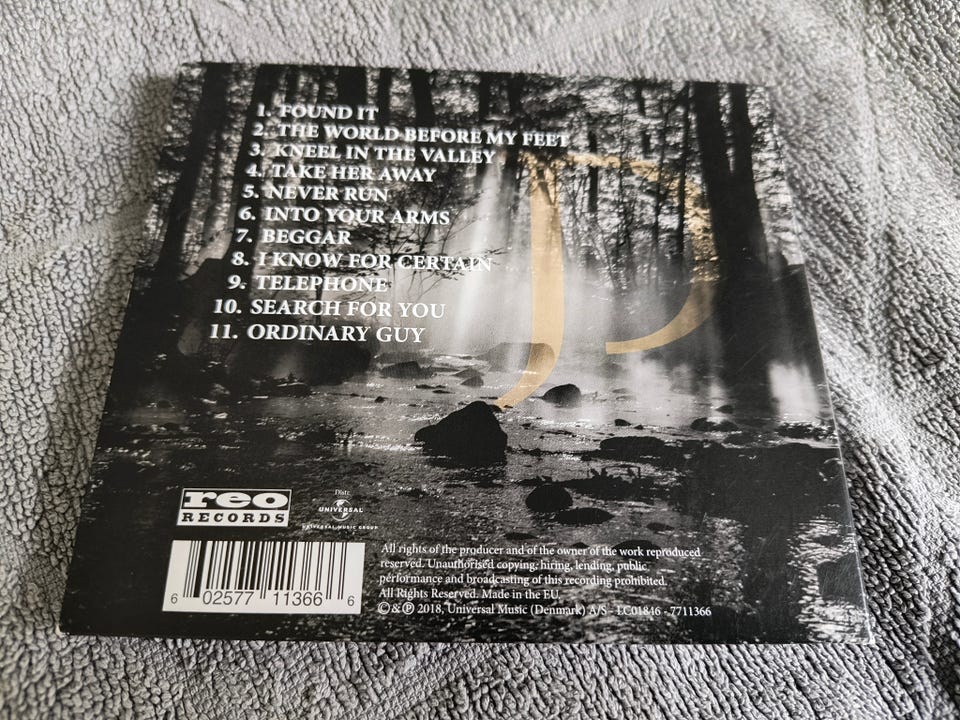 1. FOUND IT
2. THE WORLD BEFORE MY FEET
3. KNEEL IN THE VALLEY
4. TAKE HER AWAY
5. NEVER RUN
6. INTO YOUR ARMS
7. BEGGAR
8. I KNOW FOR CERTAIN
9. TELEPHONE
10. SEARCH FOR YOU
11. ORDINARY GUY
reo
RECORDS
Distr.
UNIVERSAL
UNIVERSAL MUSIC GROUP
6 02577 11366 6
All rights of the producer and of the owner of the work reproduced
reserved. Unauthorised copying, hiring, lending, public
performance and broadcasting of this recording prohibited.
All Rights Reserved. Made in the EU.
©&℗ 2018, Universal Music (Denmark) A/S - LC01846 - 7711366